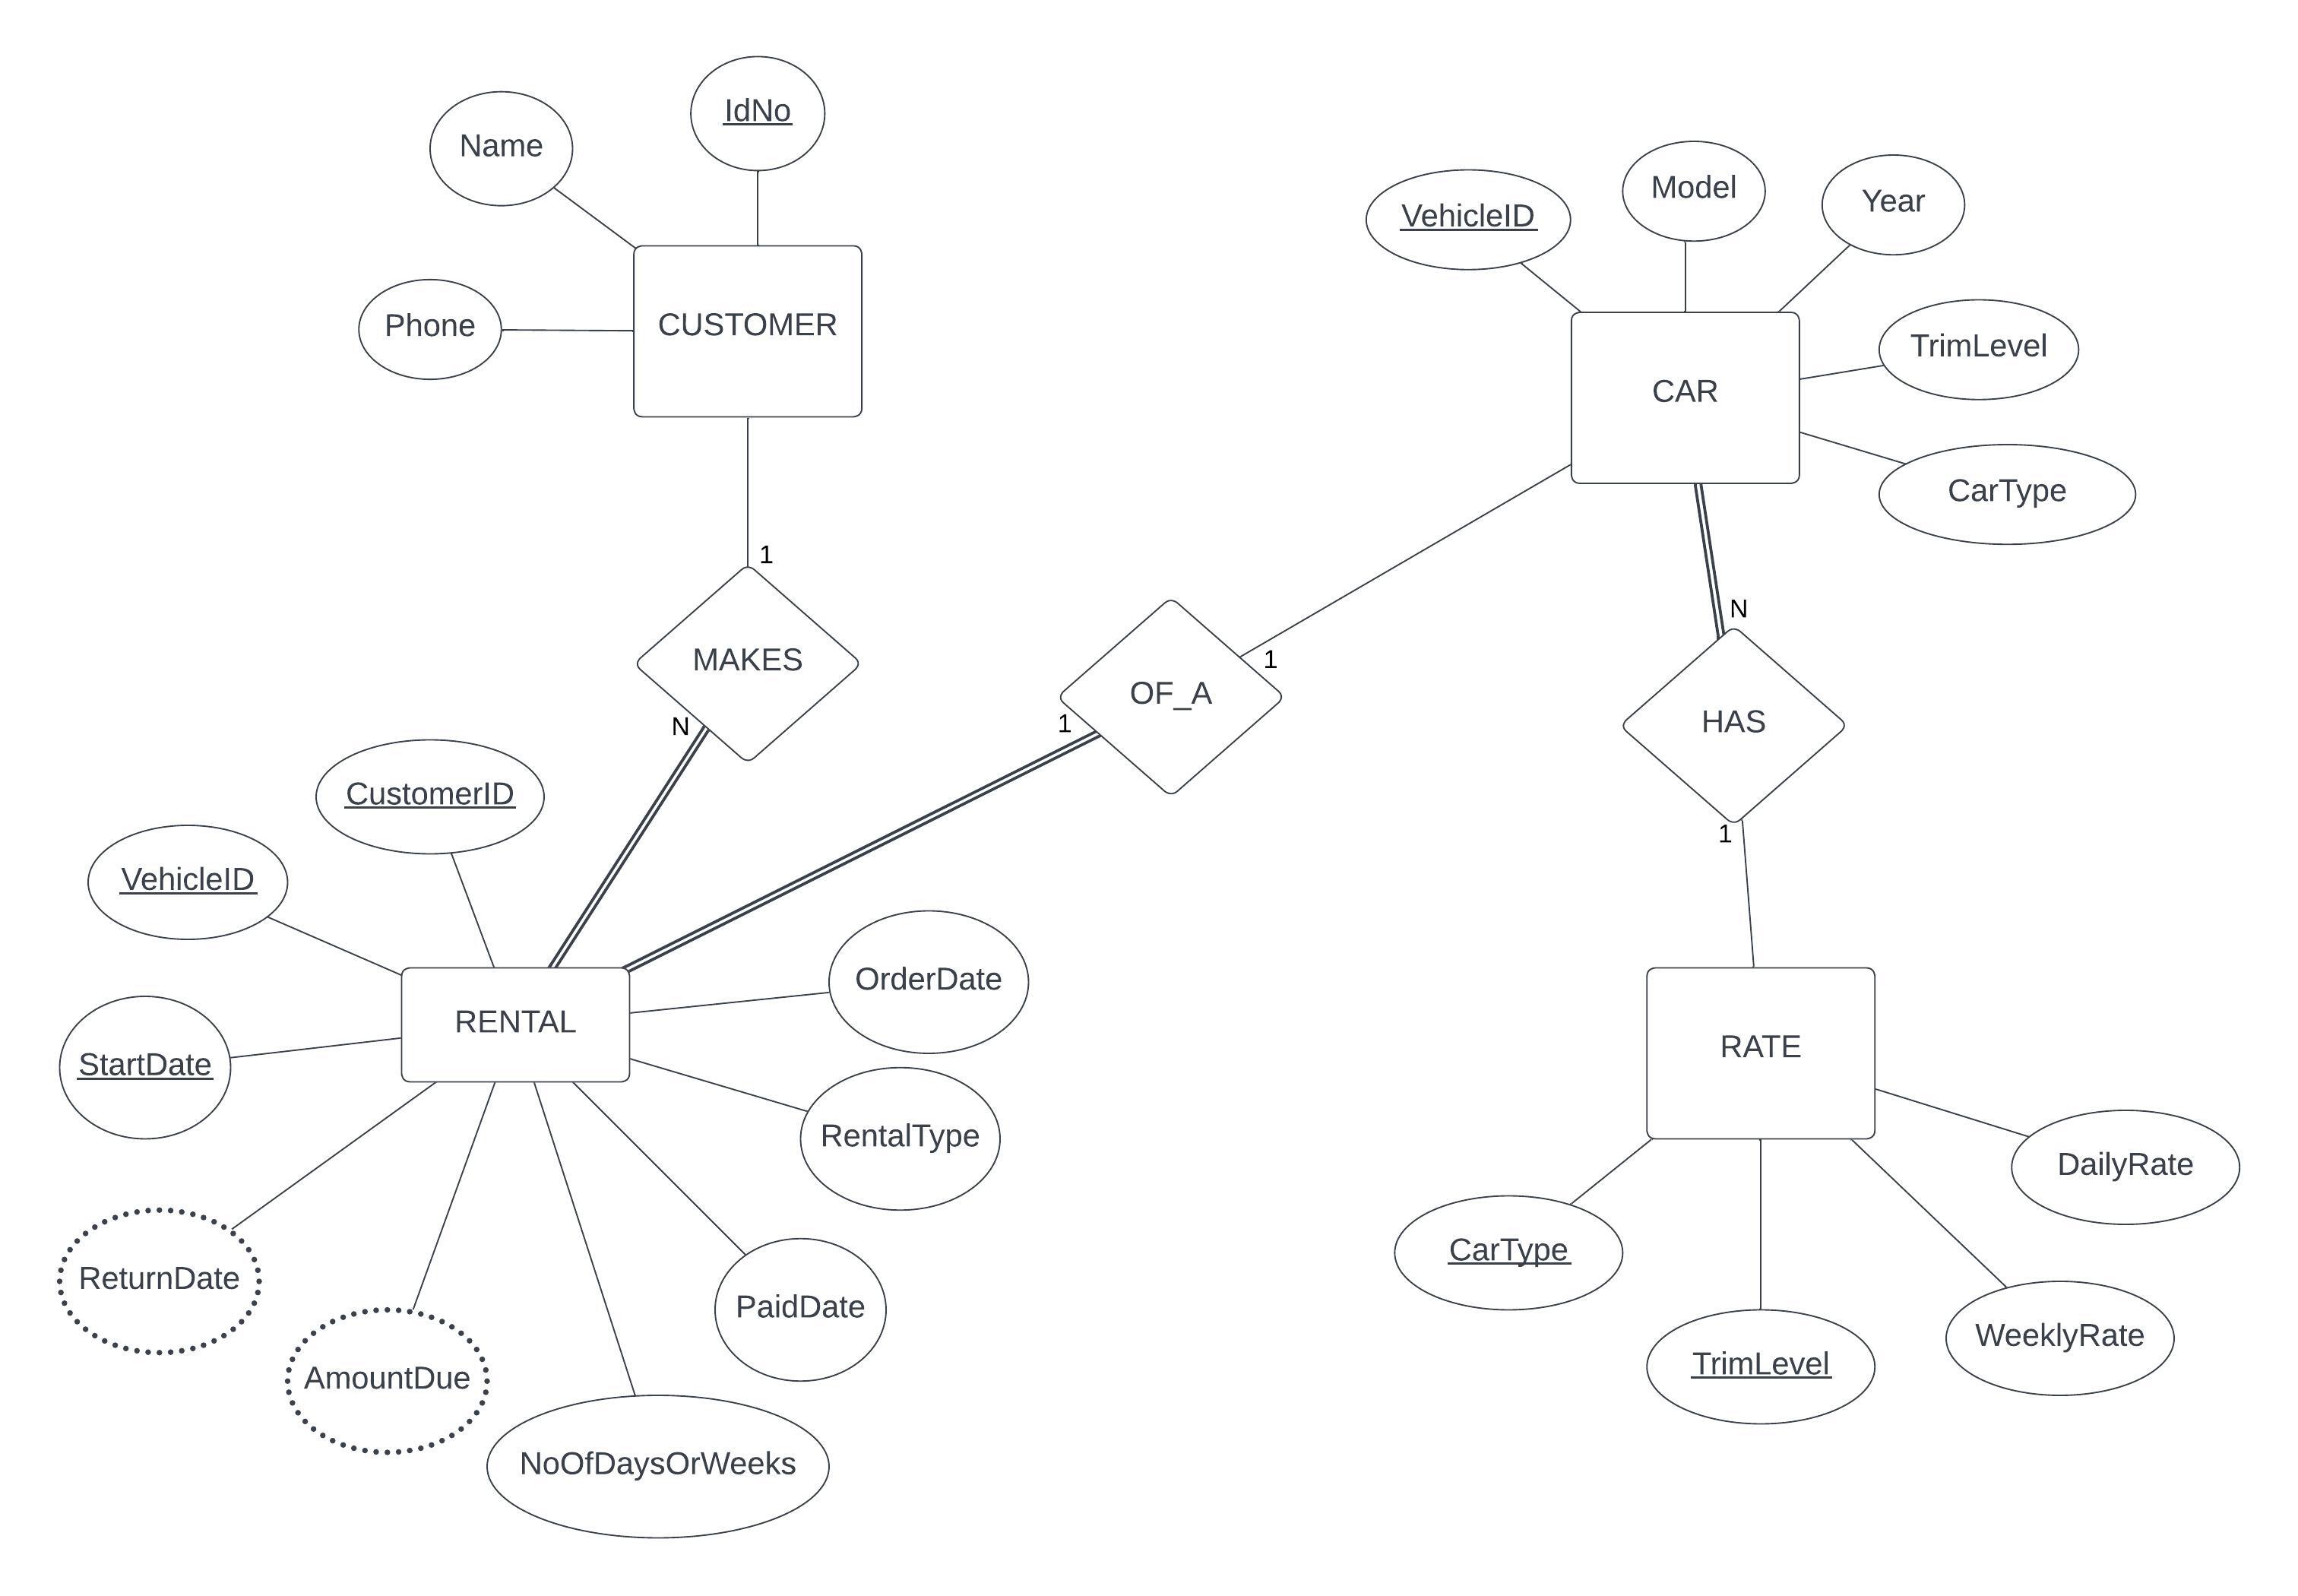 IdNo
Name
Phone
CUSTOMER
VehicleID
Model
Year
TrimLevel
CAR
CarType
1
MAKES
N
OF_A
1
1
N
HAS
1
CustomerID
VehicleID
StartDate
RENTAL
OrderDate
RentalType
ReturnDate
AmountDue
PaidDate
NoOfDaysOrWeeks
RATE
DailyRate
CarType
WeeklyRate
TrimLevel